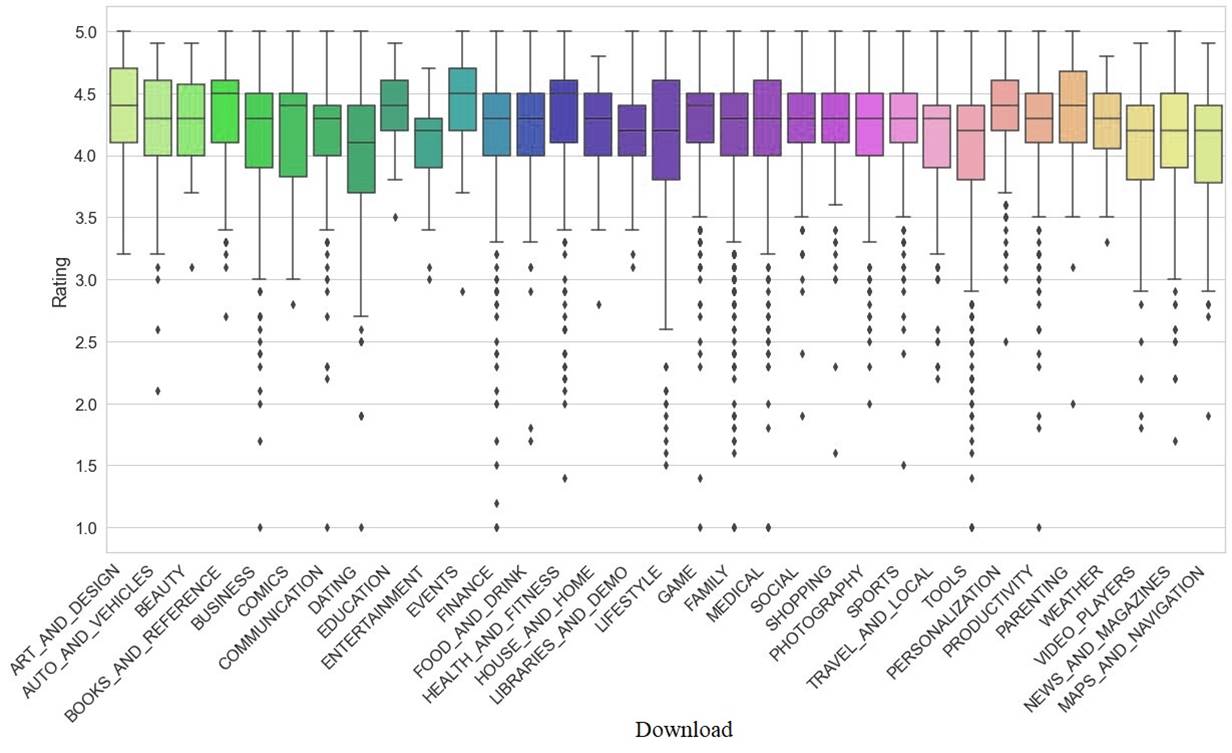 5.0
4.5
4.0
3.5
3.0
2.5
2.0
1.5
1.0
Rating
ART_AND_DESIGN
AUTO_AND_VEHICLES
BEAUTY
BOOKS_AND_REFERENCE
BUSINESS
COMICS
COMMUNICATION
DATING
EDUCATION
ENTERTAINMENT
EVENTS
FINANCE
FOOD_AND_DRINK
HEALTH_AND_FITNESS
HOUSE_AND_HOME
LIBRARIES_AND_DEMO
LIFESTYLE
GAME
FAMILY
MEDICAL
SOCIAL
SHOPPING
PHOTOGRAPHY
SPORTS
TRAVEL_AND_LOCAL
TOOLS
PERSONALIZATION
PRODUCTIVITY
PARENTING
WEATHER
VIDEO_PLAYERS
NEWS_AND_MAGAZINES
MAPS_AND_NAVIGATION
Download